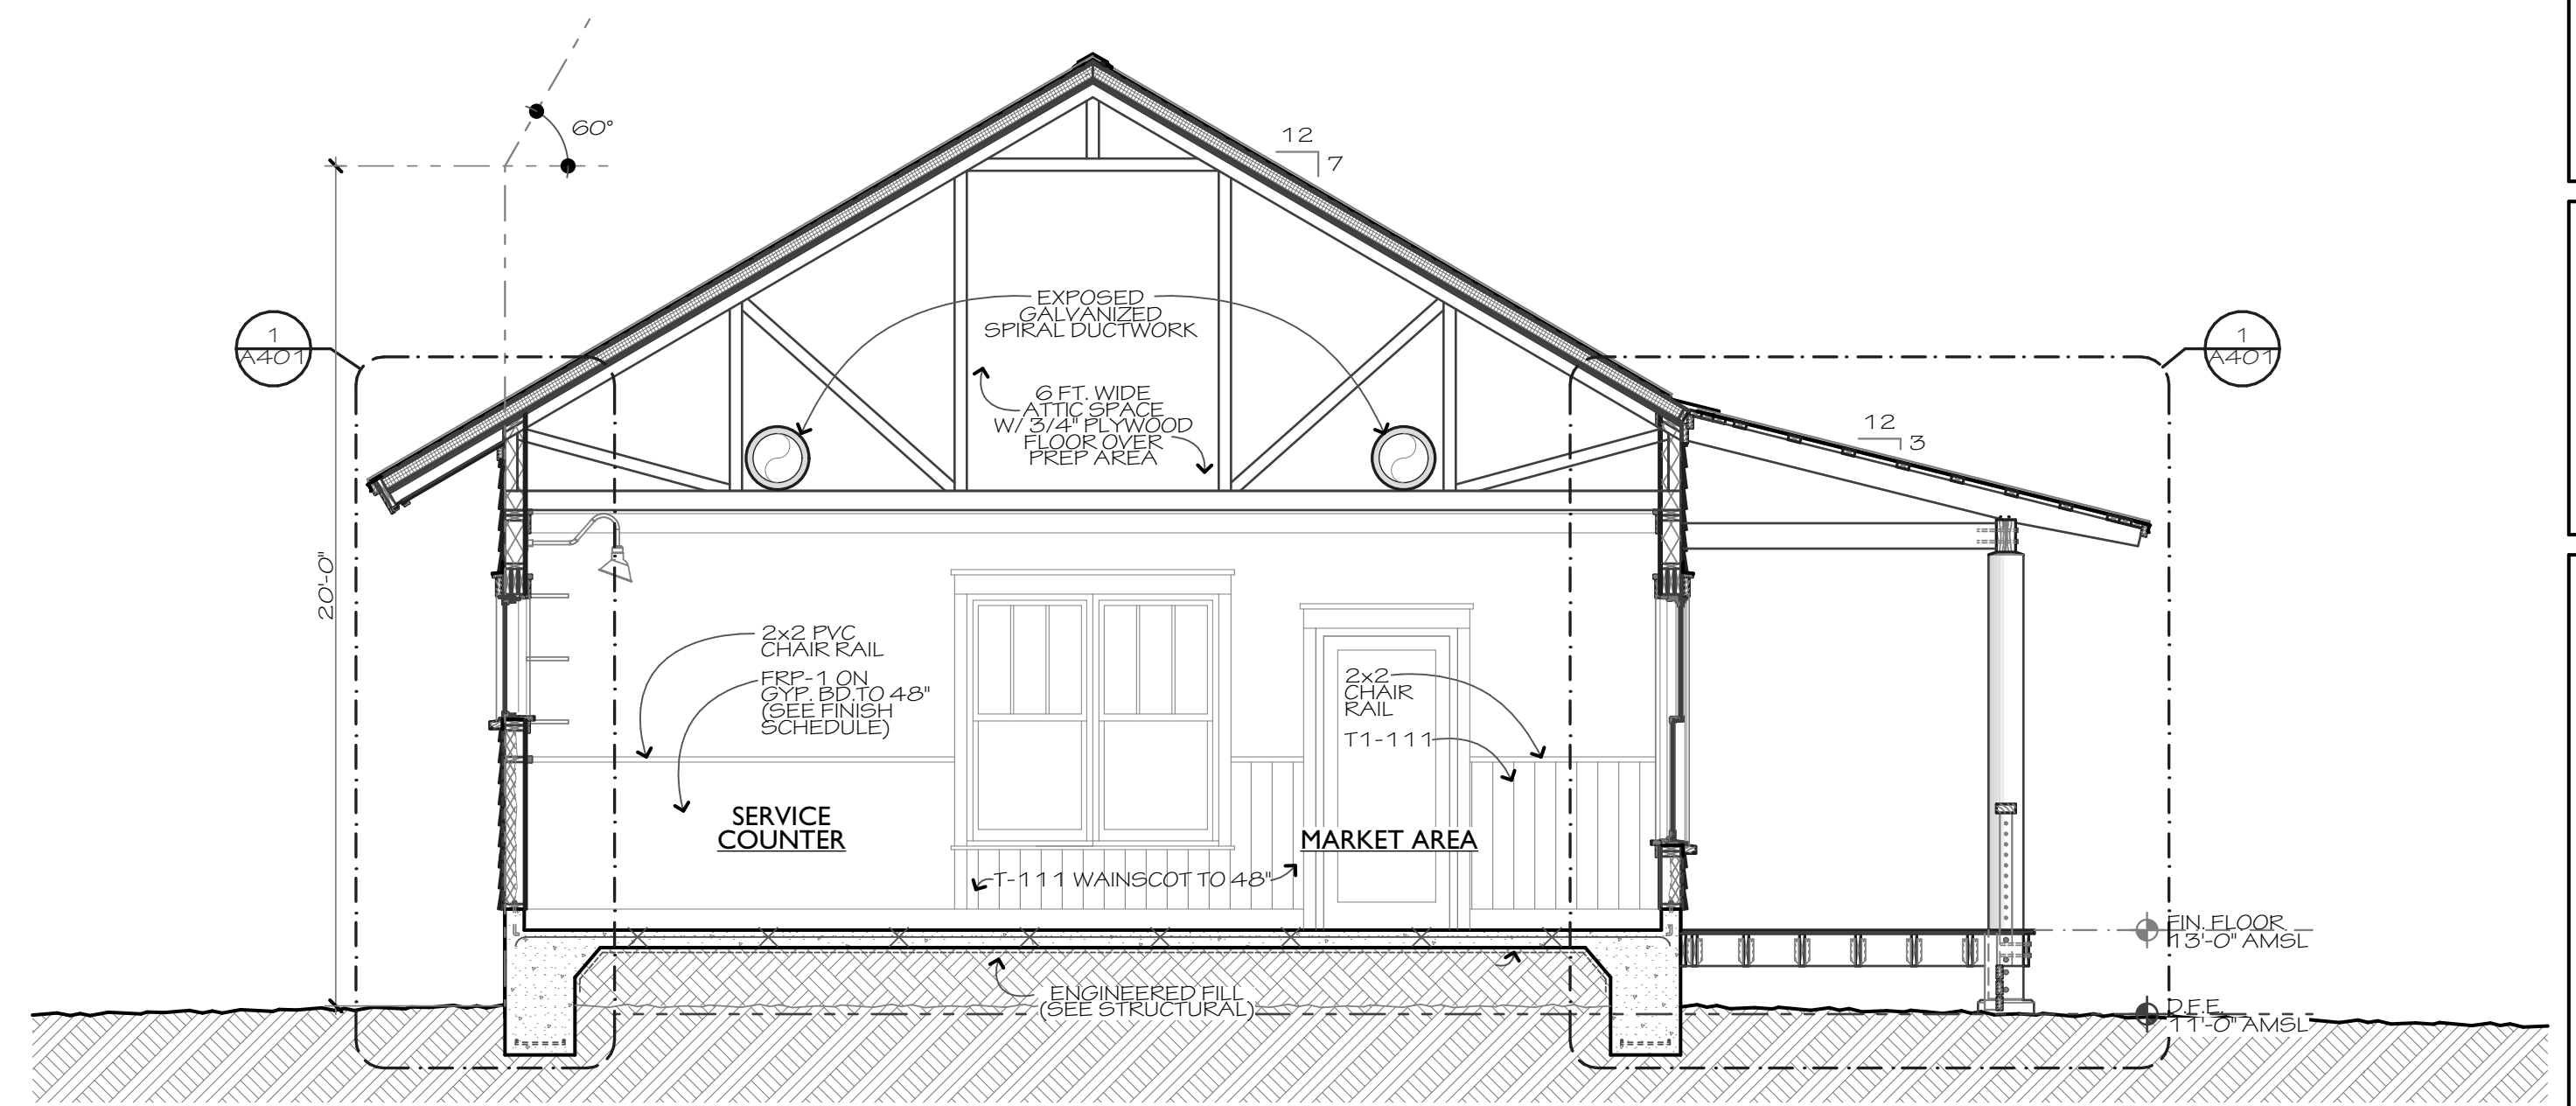 60°
12
7
1
A401
1
A401
EXPOSED
GALVANIZED
SPIRAL DUCTWORK
6 FT. WIDE
ATTIC SPACE
W/ 3/4" PLYWOOD
FLOOR OVER
PREP AREA
12
3
20'-0"
2x2 PVC
CHAIR RAIL
FRP-1 ON
GYP. BD.TO 48"
(SEE FINISH
SCHEDULE)
2x2
CHAIR
RAIL
T1-111
SERVICE
COUNTER
MARKET AREA
T-111 WAINSCOT TO 48"
FIN. FLOOR
13'-0" AMSL
ENGINEERED FILL
(SEE STRUCTURAL)
D.F.E.
11'-0" AMSL